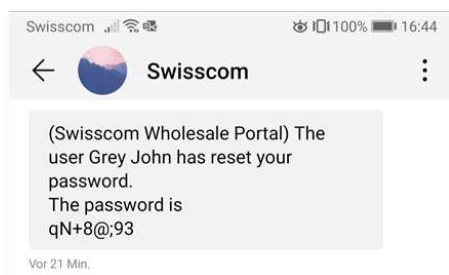 Swisscom 100% 16:44
Swisscom
(Swisscom Wholesale Portal) The
user Grey John has reset your
password.
The password is
qN+8@;93
Vor 21 Min.